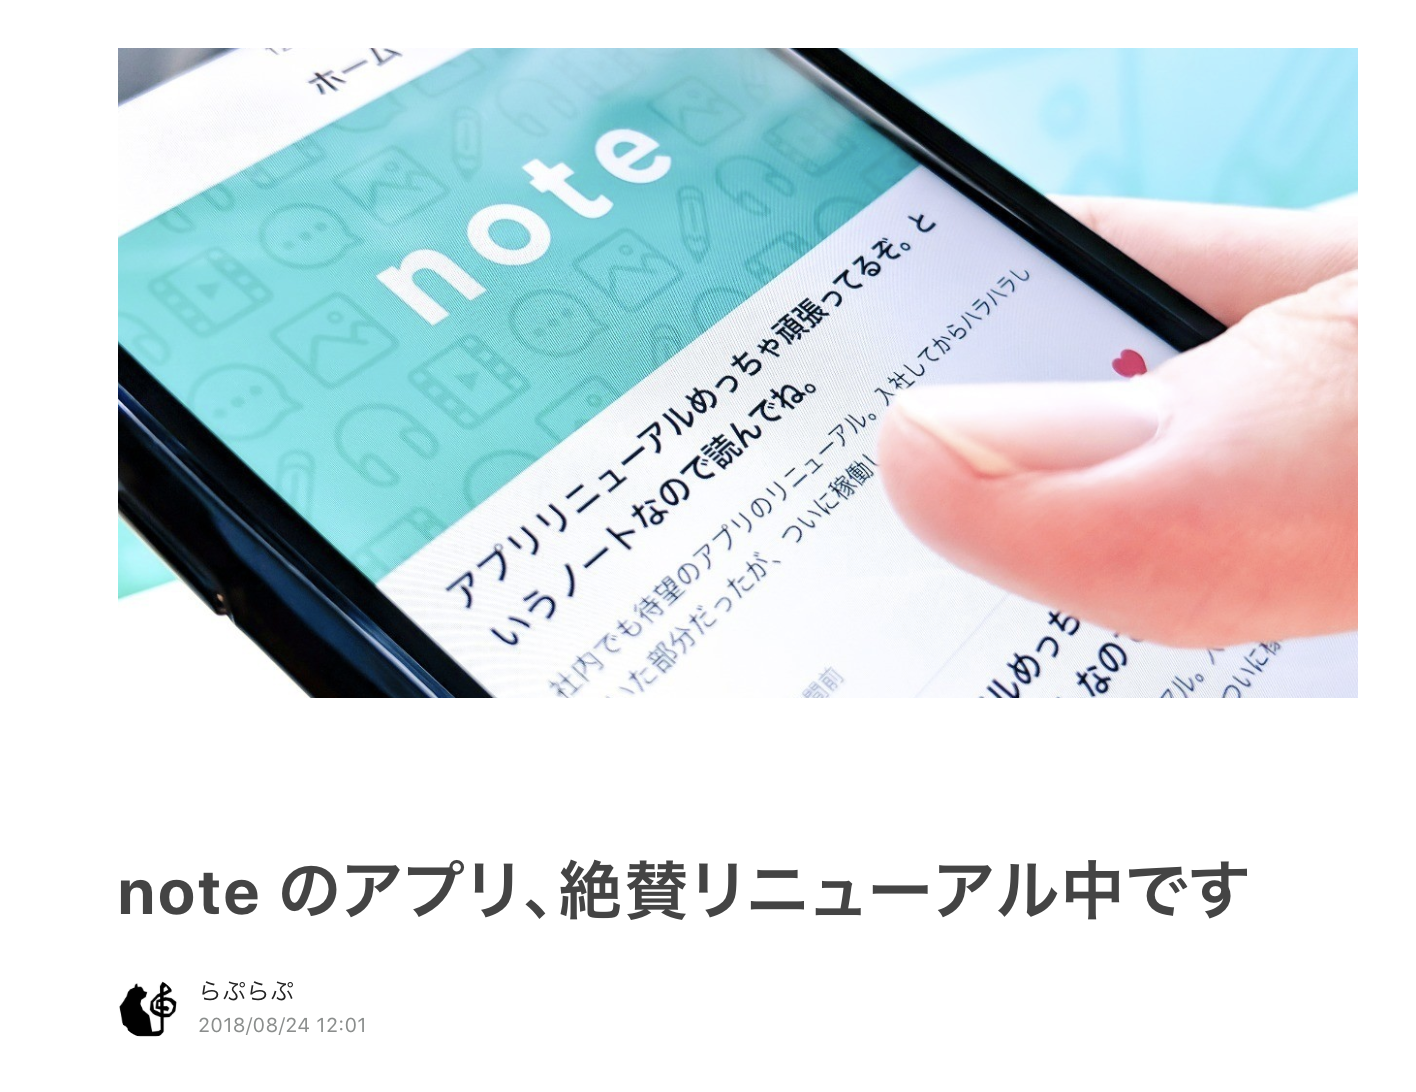 ホーム
note
アプリリニューアルめっちゃ頑張ってるぞ。と
いうノートなので読んでね。
社内でも待望のアプリのリニューアル。入社してからハラハラし
いた部分だったが、ついに稼働し
間前
ルめっち
なので
ついに稼
note のアプリ、絶賛リニューアル中です
らぷらぷ
2018/08/24 12:01